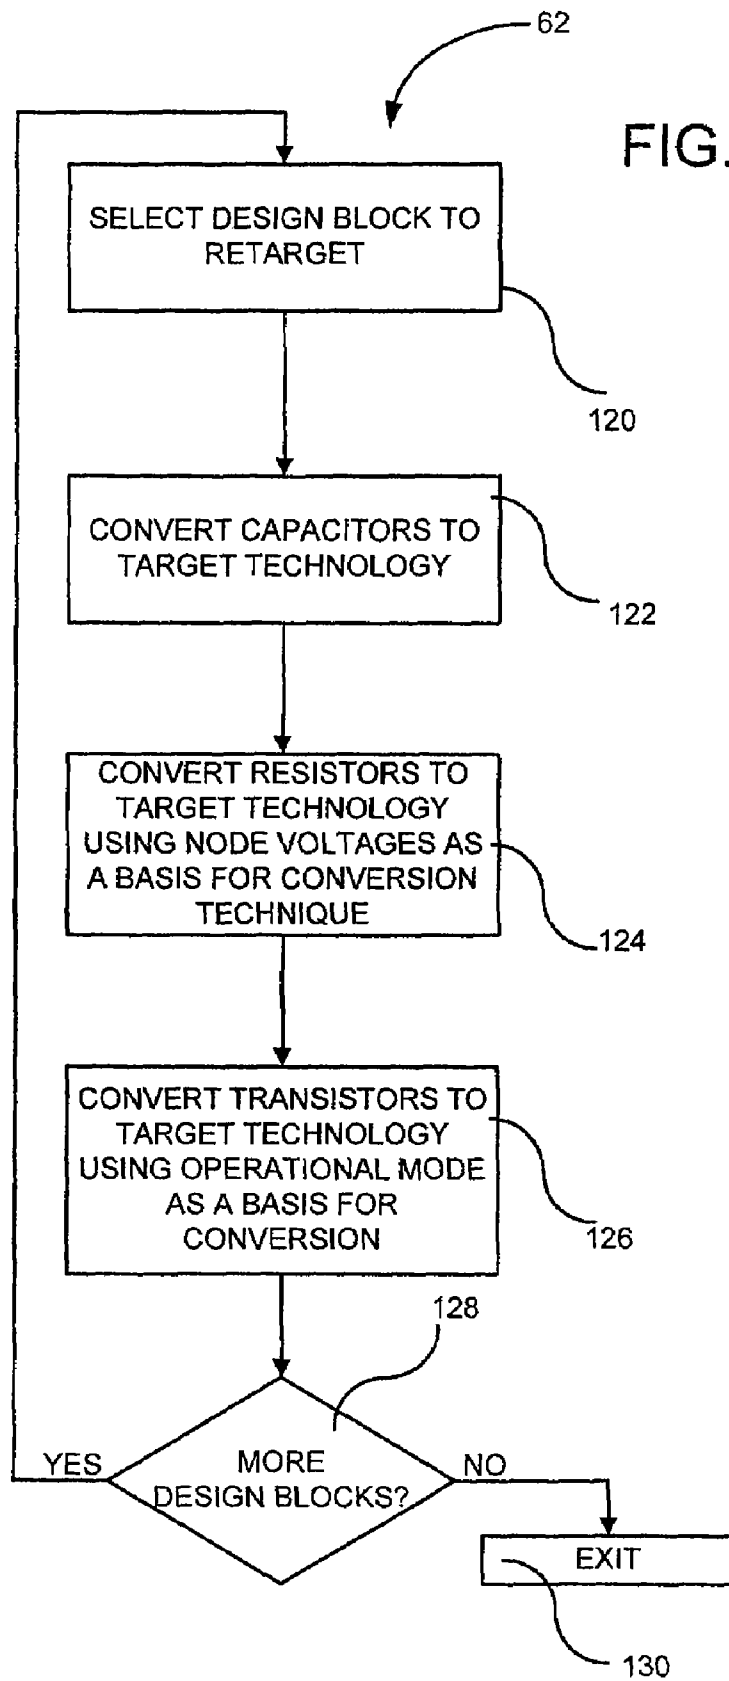 62
FIG.
SELECT DESIGN BLOCK TO
RETARGET
120
CONVERT CAPACITORS TO
TARGET TECHNOLOGY
122
CONVERT RESISTORS TO
TARGET TECHNOLOGY
USING NODE VOLTAGES AS
A BASIS FOR CONVERSION
TECHNIQUE
124
CONVERT TRANSISTORS TO
TARGET TECHNOLOGY
USING OPERATIONAL MODE
AS A BASIS FOR
CONVERSION
126
128
YES
MORE
DESIGN BLOCKS?
NO
EXIT
130